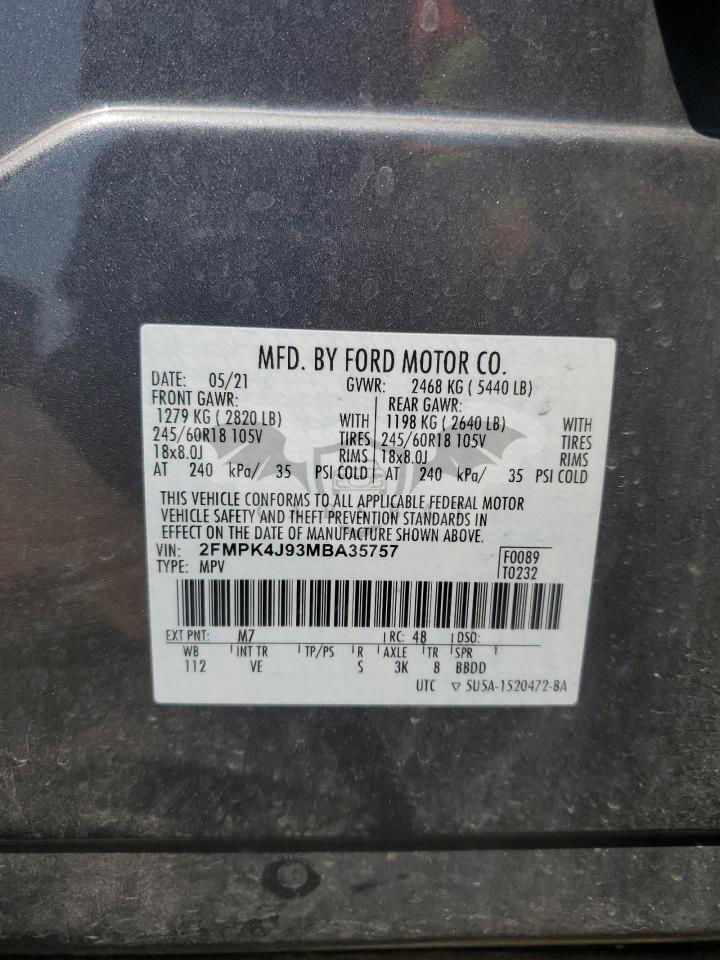 MFD. BY FORD MOTOR CO.
DATE: 05/21 GVWR: 2468 KG ( 5440 LB)
FRONT GAWR: REAR GAWR:
1279 KG ( 2820 LB) WITH 1198 KG ( 2640 LB) WITH
245/60R18 105V TIRES 245/60R18 105V TIRES
18x8.0J RIMS 18x8.0J RIMS
AT 240 kPa/ 35 PSI COLD AT 240 kPa/ 35 PSI COLD
THIS VEHICLE CONFORMS TO ALL APPLICABLE FEDERAL MOTOR
VEHICLE SAFETY AND THEFT PREVENTION STANDARDS IN
EFFECT ON THE DATE OF MANUFACTURE SHOWN ABOVE.
VIN: 2FMPK4J93MBA35757 F0089
TYPE: MPV T0232
EXT PNT: M7 RC: 48 DSO:
WB INT TR TP/PS R AXLE TR SPR
112 VE S 3K 8 BBDD
UTC ▽ 5U5A-1520472-BA